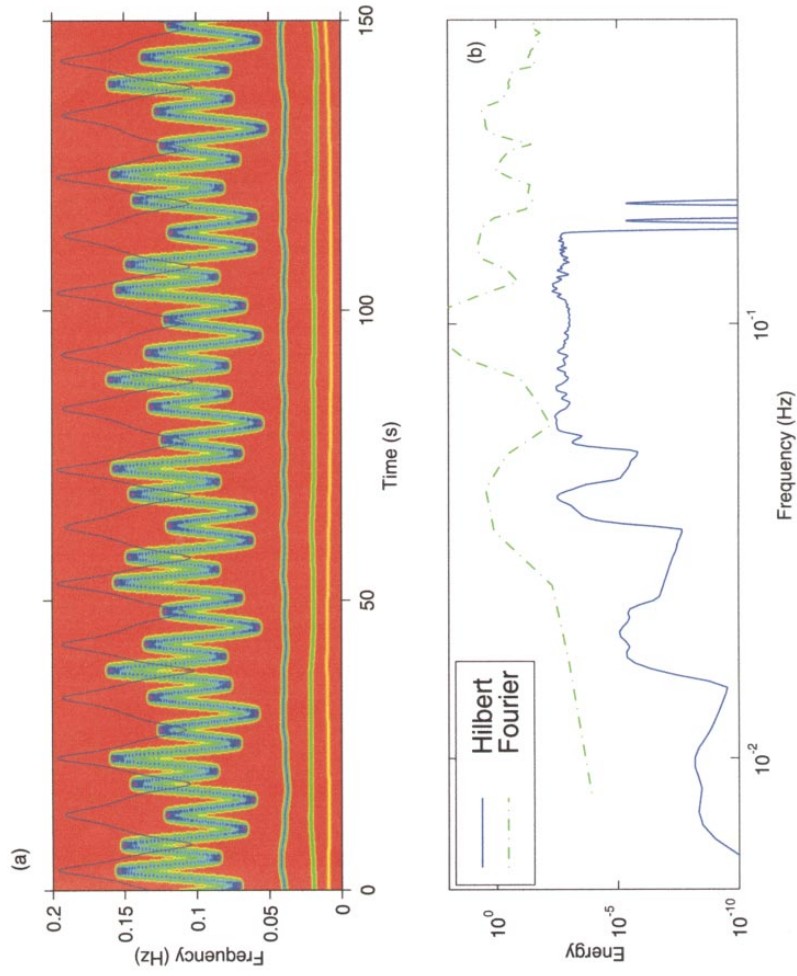 (a)
Frequency (Hz)
0.2
0.15
0.1
0.05
0
0
50
100
150
Time (s)
(b)
Hilbert
Fourier
Energy
10^0
10^-5
10^-10
10^-2
10^-1
Frequency (Hz)